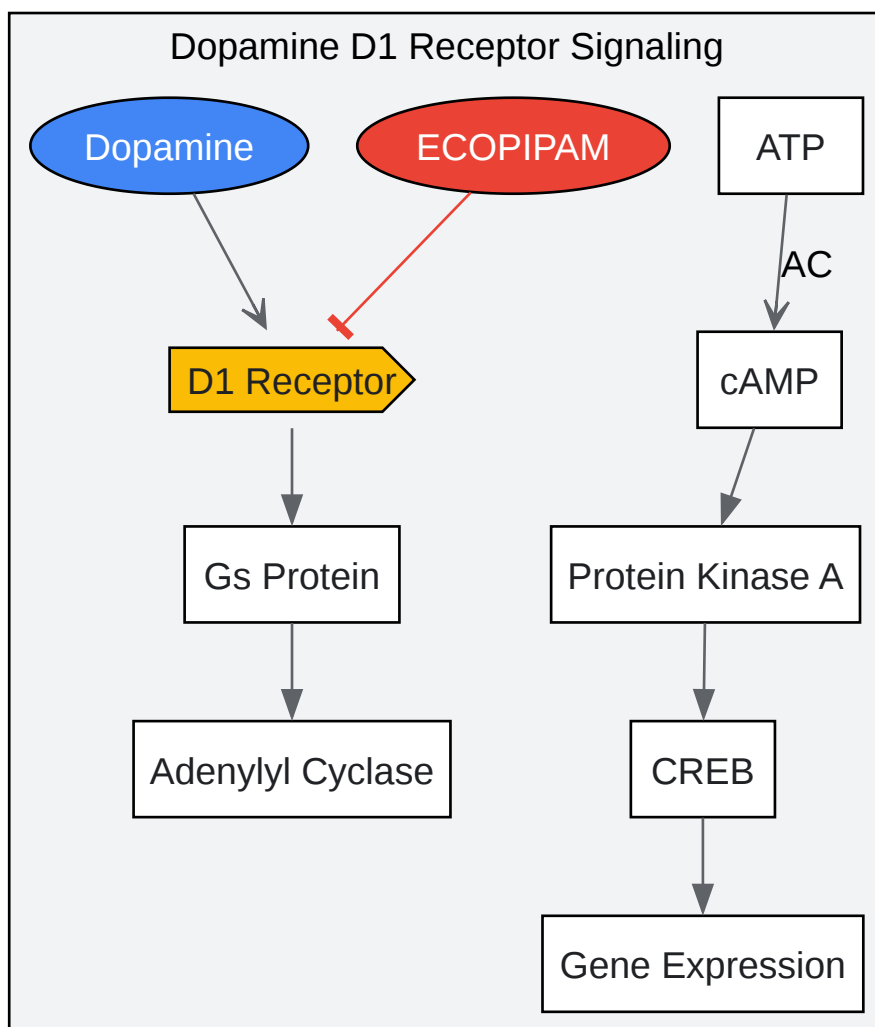 Dopamine D1 Receptor Signaling
Dopamine
ECOPIPAM
ATP
AC
D1 Receptor
cAMP
Gs Protein
Protein Kinase A
Adenylyl Cyclase
CREB
Gene Expression